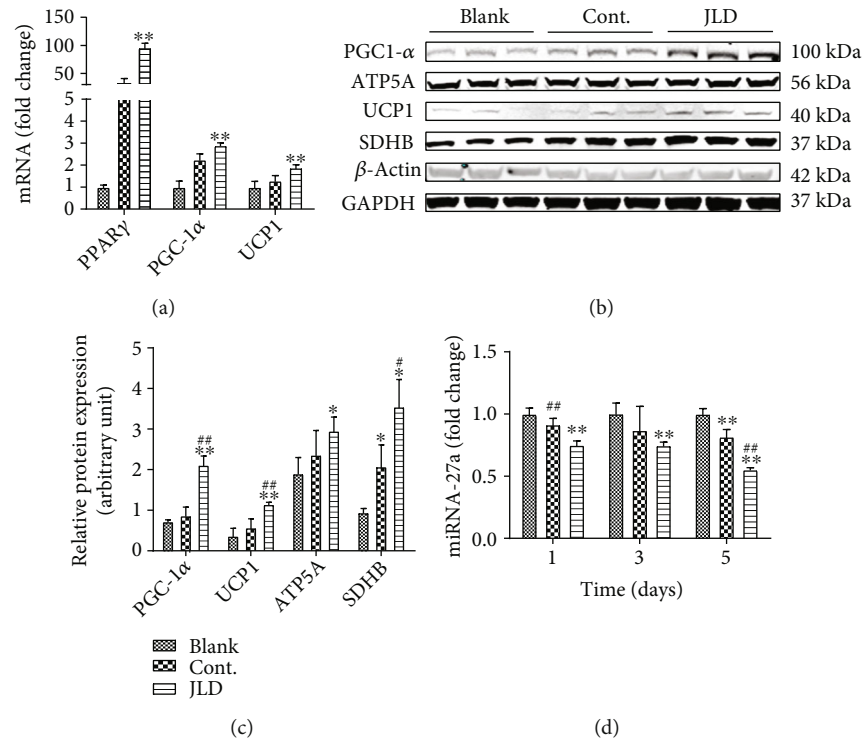 mRNA (fold change)
100
75
50
5
4
3
2
1
0
**
**
**
PPARγ
PGC-1α
UCP1
(a)
Blank
Cont.
JLD
PGC1-α
100 kDa
ATP5A
56 kDa
UCP1
40 kDa
SDHB
37 kDa
β-Actin
42 kDa
GAPDH
37 kDa
(b)
Relative protein expression
(arbitrary unit)
5
4
3
2
1
0
##
**
##
**
*
*
#
*
PGC-1α
UCP1
ATP5A
SDHB
Blank
Cont.
JLD
(c)
miRNA-27a (fold change)
1.5
1.0
0.5
0.0
##
**
**
**
##
**
1
3
5
Time (days)
(d)